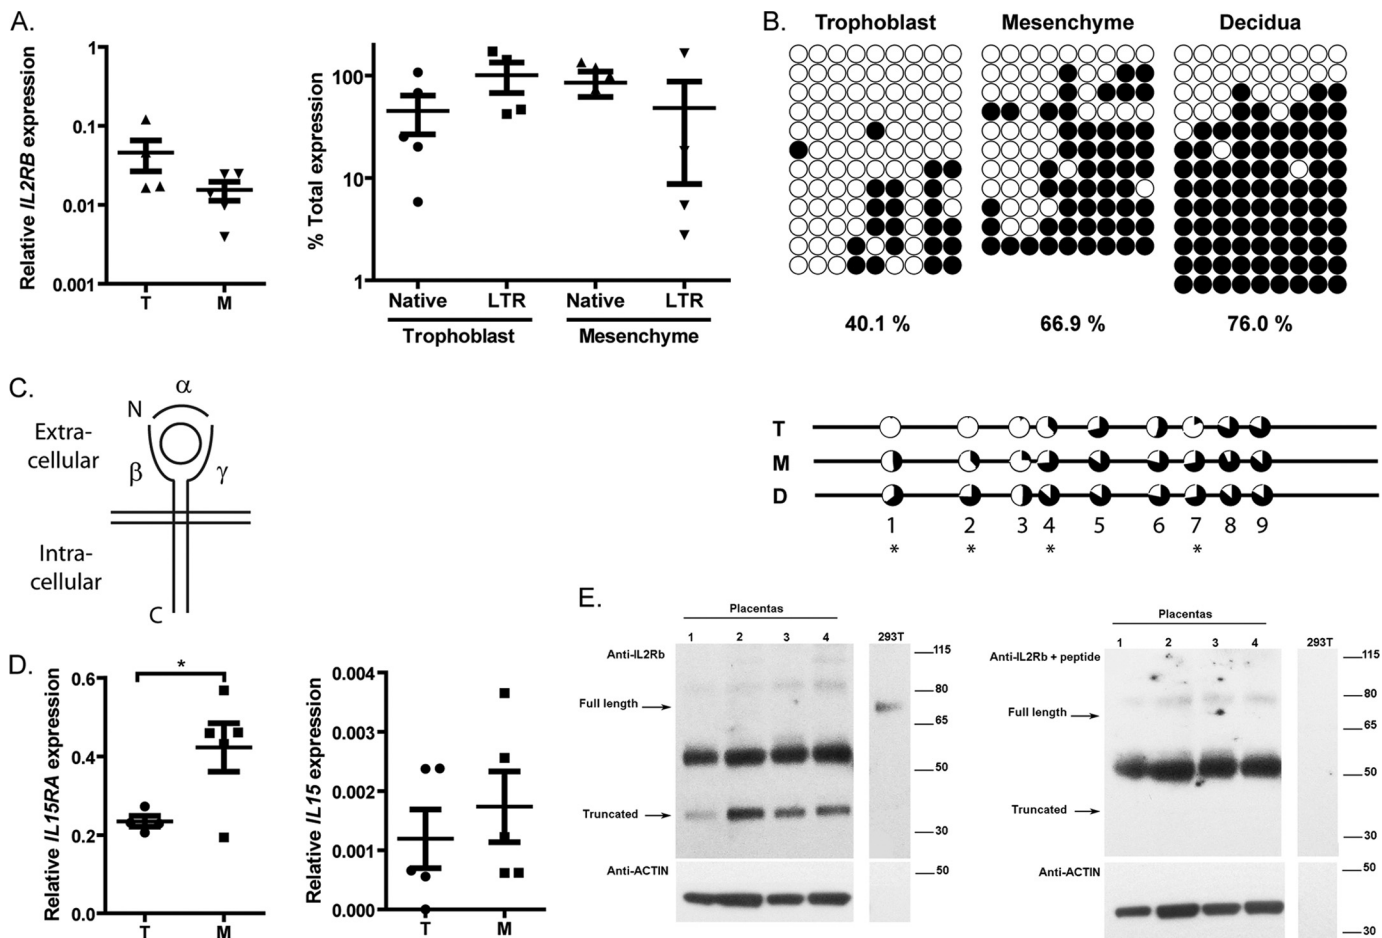 A.
Relative IL2RB expression
1
0.1
0.01
0.001
T M
% Total expression
100
10
1
Native LTR Native LTR
Trophoblast Mesenchyme
B.
Trophoblast Mesenchyme Decidua
40.1 % 66.9 % 76.0 %
T
M
D
1 2 3 4 5 6 7 8 9
* * * *
C.
α
N
Extra-
cellular
β γ
Intra-
cellular
C
D.
Relative IL15RA expression
*
0.6
0.4
0.2
0.0
T M
Relative IL15 expression
0.004
0.003
0.002
0.001
0.000
T M
E.
Placentas
1 2 3 4 293T
Anti-IL2Rb
Full length
Truncated
Anti-ACTIN
115
80
65
50
30
50
Placentas
1 2 3 4 293T
Anti-IL2Rb + peptide
Full length
Truncated
Anti-ACTIN
115
80
65
50
30
50
30